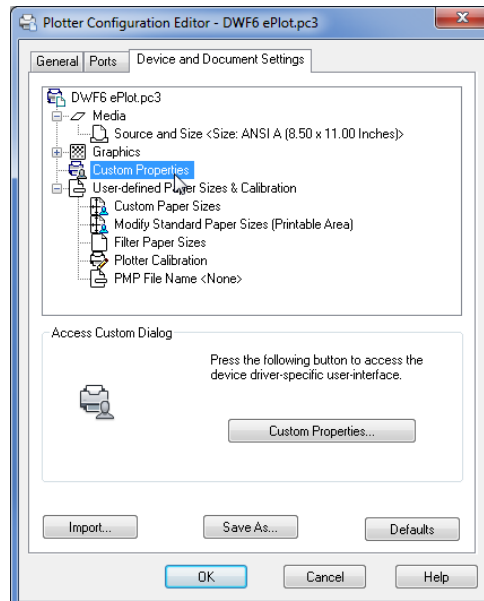 Plotter Configuration Editor - DWF6 ePlot.pc3
General Ports Device and Document Settings
DWF6 ePlot.pc3
Media
Source and Size <Size: ANSI A (8.50 x 11.00 Inches)>
Graphics
Custom Properties
User-defined Paper Sizes & Calibration
Custom Paper Sizes
Modify Standard Paper Sizes (Printable Area)
Filter Paper Sizes
Plotter Calibration
PMP File Name <None>
Access Custom Dialog
Press the following button to access the
device driver-specific user-interface.
Custom Properties...
Import... Save As... Defaults
OK Cancel Help